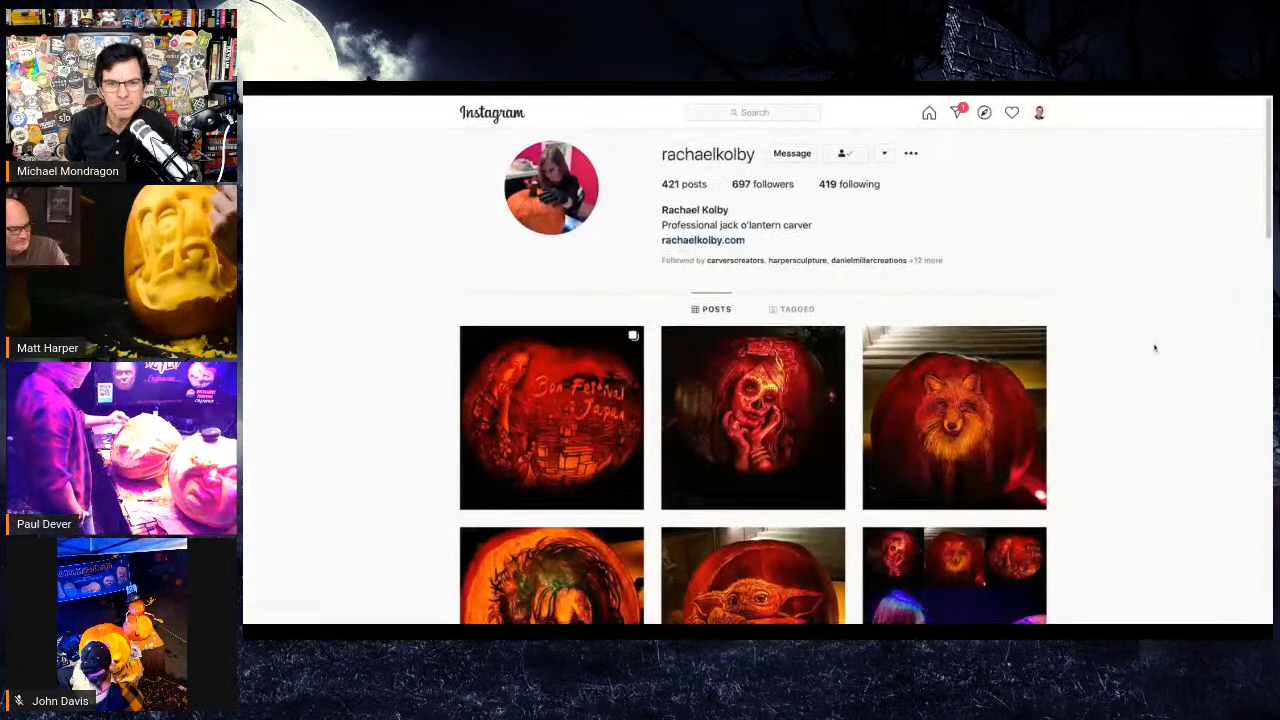 Michael Mondragon
Matt Harper
Paul Dever
John Davis
Instagram
Search
1
rachaelkolby
Message
421 posts 697 followers 419 following
Rachael Kolby
Professional jack o'lantern carver
rachaelkolby.com
Followed by carverscreators, harpersculpture, danielmillercreations +12 more
POSTS TAGGED
Bon Festival
Japan